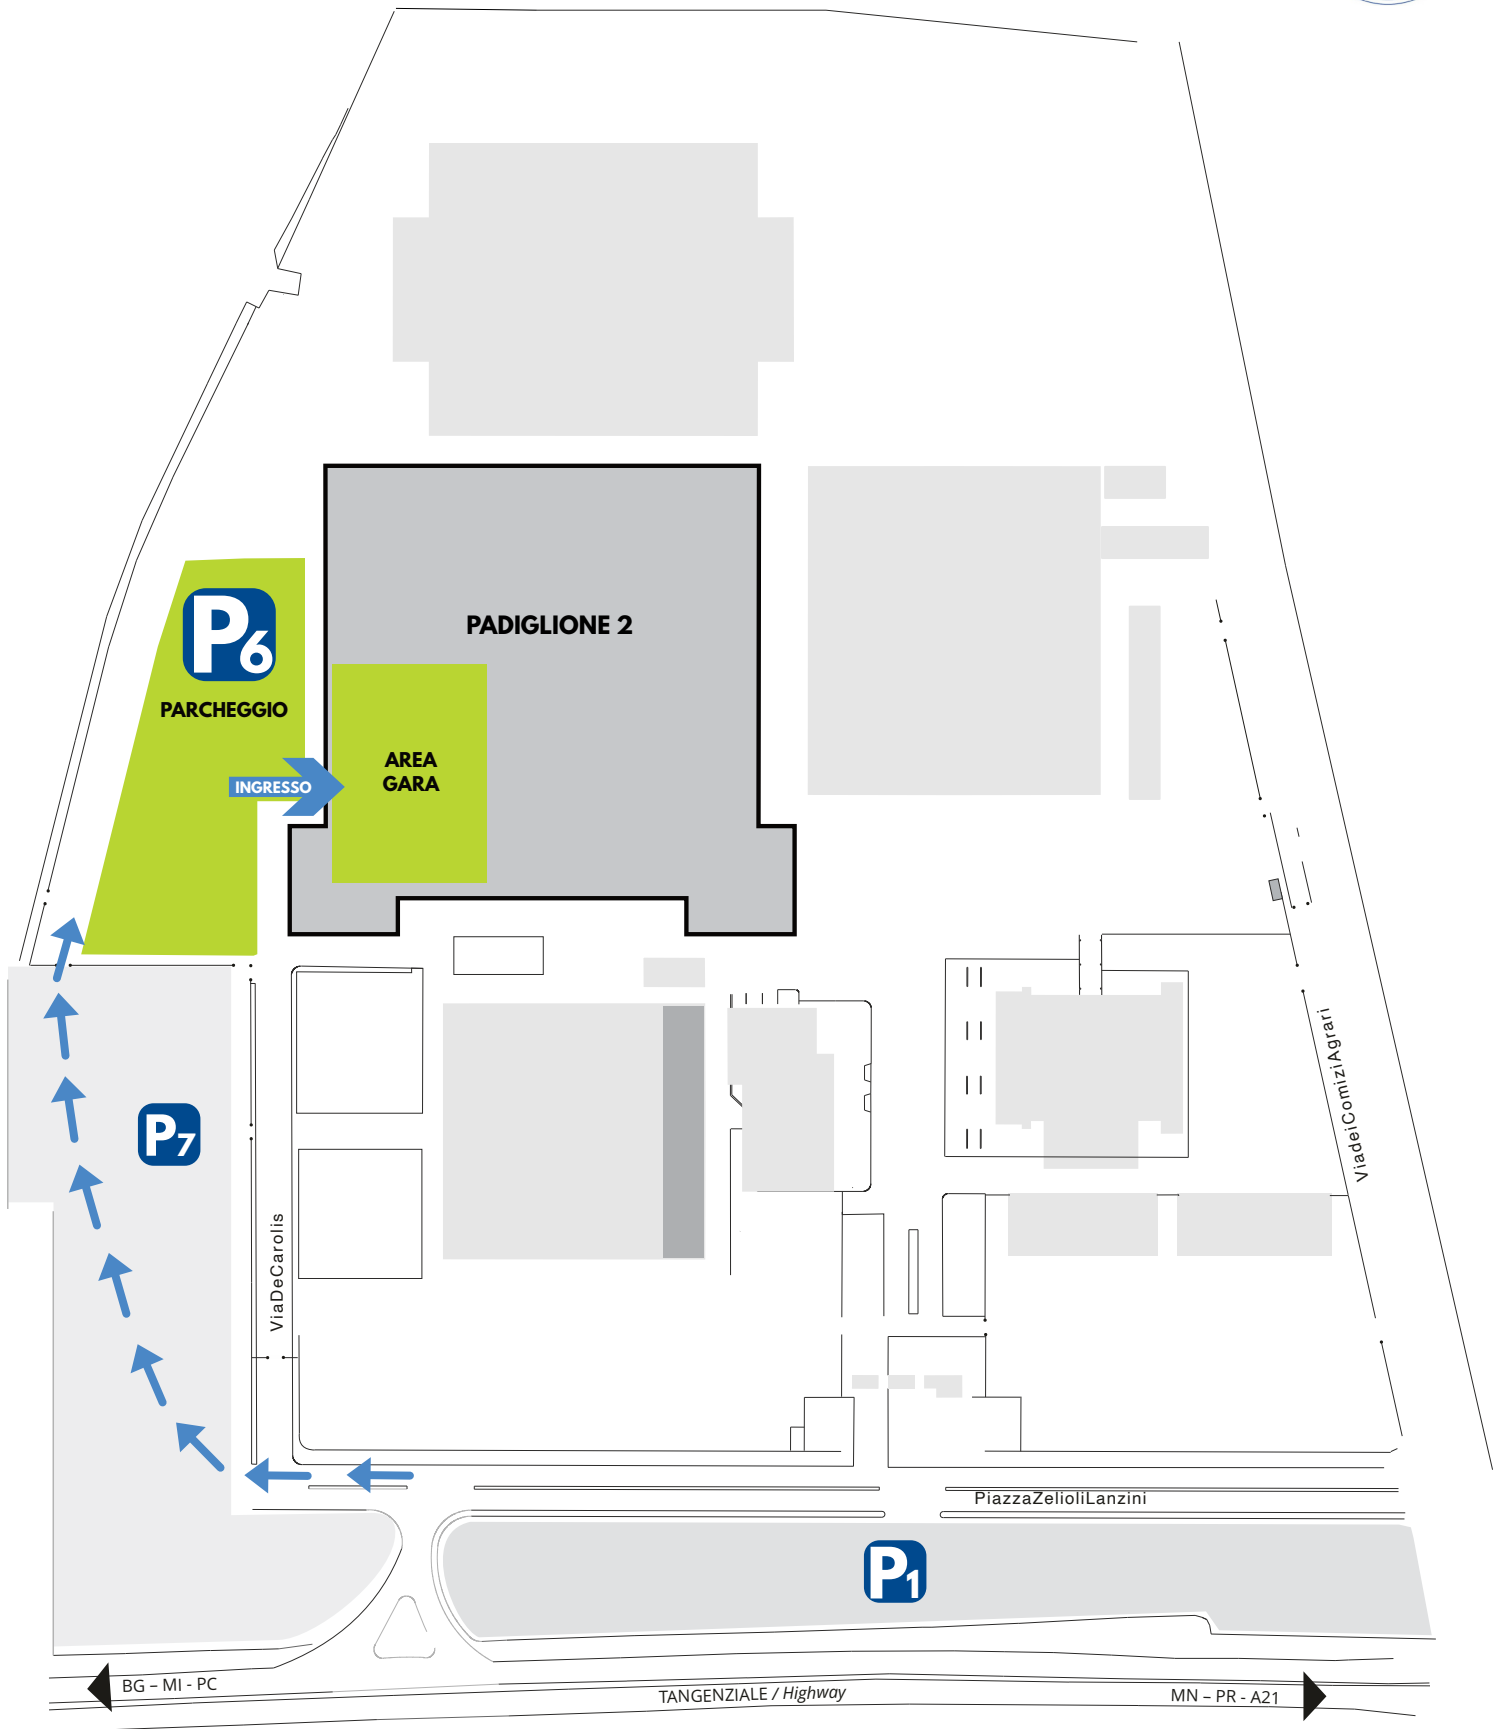 PADIGLIONE 2
P6
PARCHEGGIO
AREA
GARA
INGRESSO
P7
ViaDeCarolis
ViadeiComiziAgrari
PiazzaZelioliLanzini
P1
BG – MI - PC
TANGENZIALE / Highway
MN – PR - A21